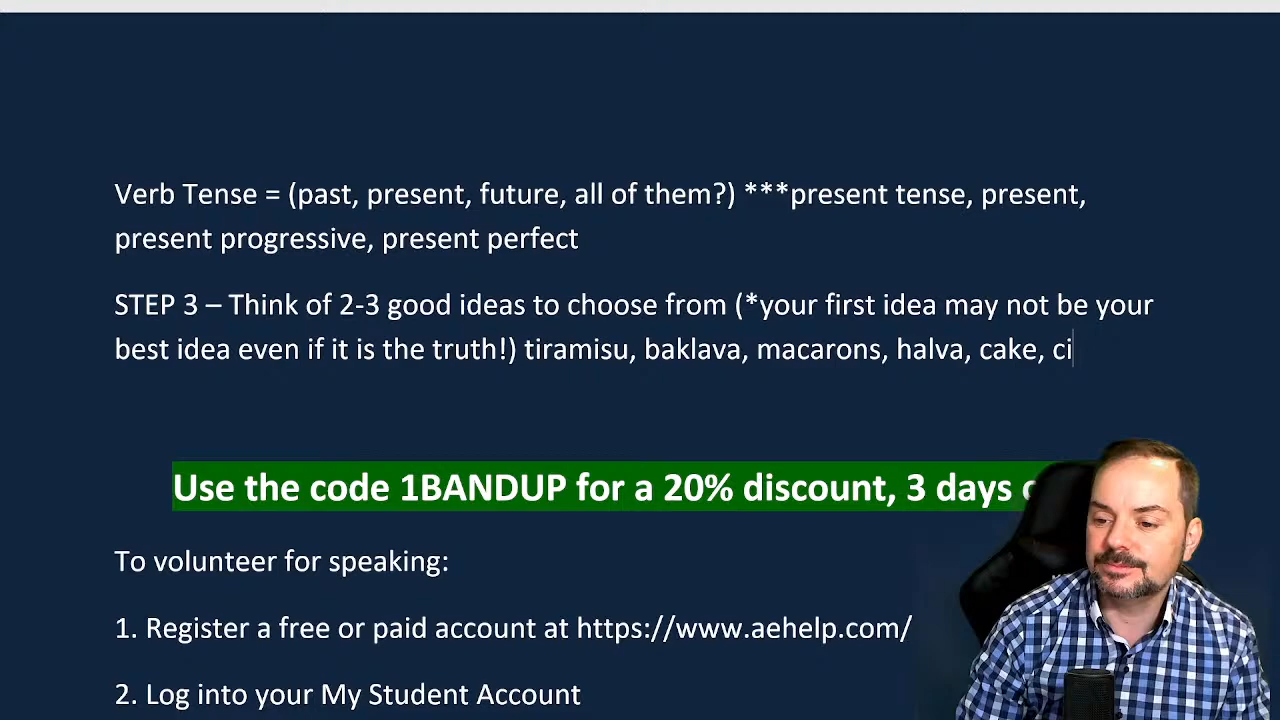 Verb Tense = (past, present, future, all of them?) ***present tense, present,
present progressive, present perfect
STEP 3 – Think of 2-3 good ideas to choose from (*your first idea may not be your
best idea even if it is the truth!) tiramisu, baklava, macarons, halva, cake, ci
Use the code 1BANDUP for a 20% discount, 3 days
To volunteer for speaking:
1. Register a free or paid account at https://www.aehelp.com/
2. Log into your My Student Account